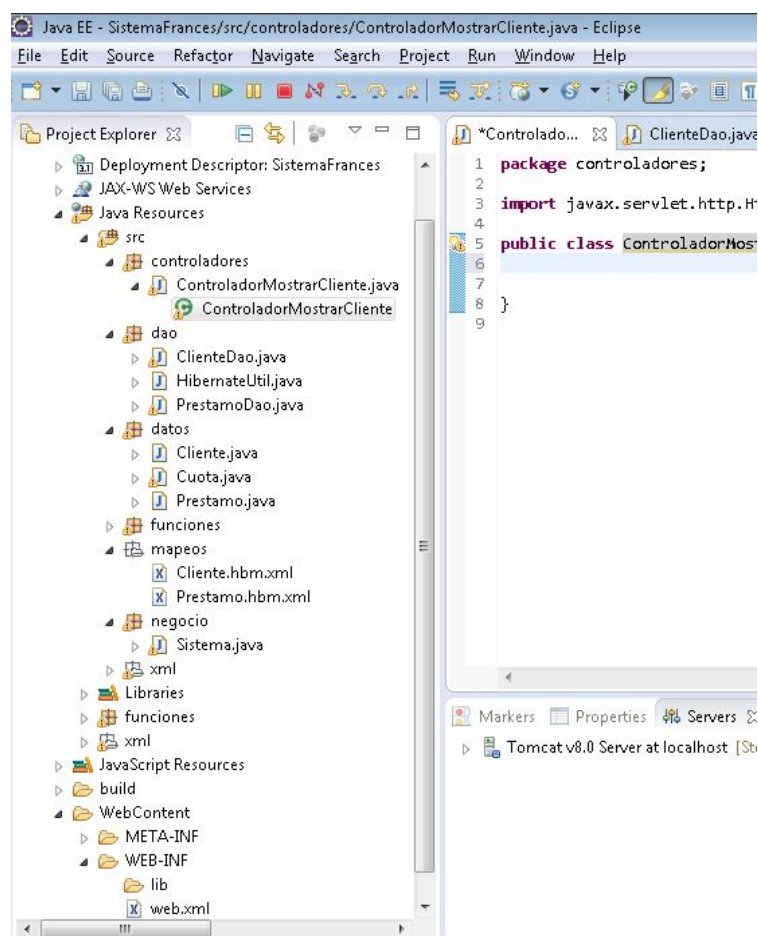 Java EE - SistemaFrances/src/controladores/ControladorMostrarCliente.java - Eclipse
File Edit Source Refactor Navigate Search Project Run Window Help
Project Explorer
Deployment Descriptor: SistemaFrances
JAX-WS Web Services
Java Resources
src
controladores
ControladorMostrarCliente.java
ControladorMostrarCliente
dao
ClienteDao.java
HibernateUtil.java
PrestamoDao.java
datos
Cliente.java
Cuota.java
Prestamo.java
funciones
mapeos
Cliente.hbm.xml
Prestamo.hbm.xml
negocio
Sistema.java
xml
Libraries
funciones
xml
JavaScript Resources
build
WebContent
META-INF
WEB-INF
lib
web.xml
*Controlado... ClienteDao.java
1 package controladores;
2
3 import javax.servlet.http.H
4
5 public class ControladorMost
6
7
8 }
9
Markers Properties Servers
Tomcat v8.0 Server at localhost [St